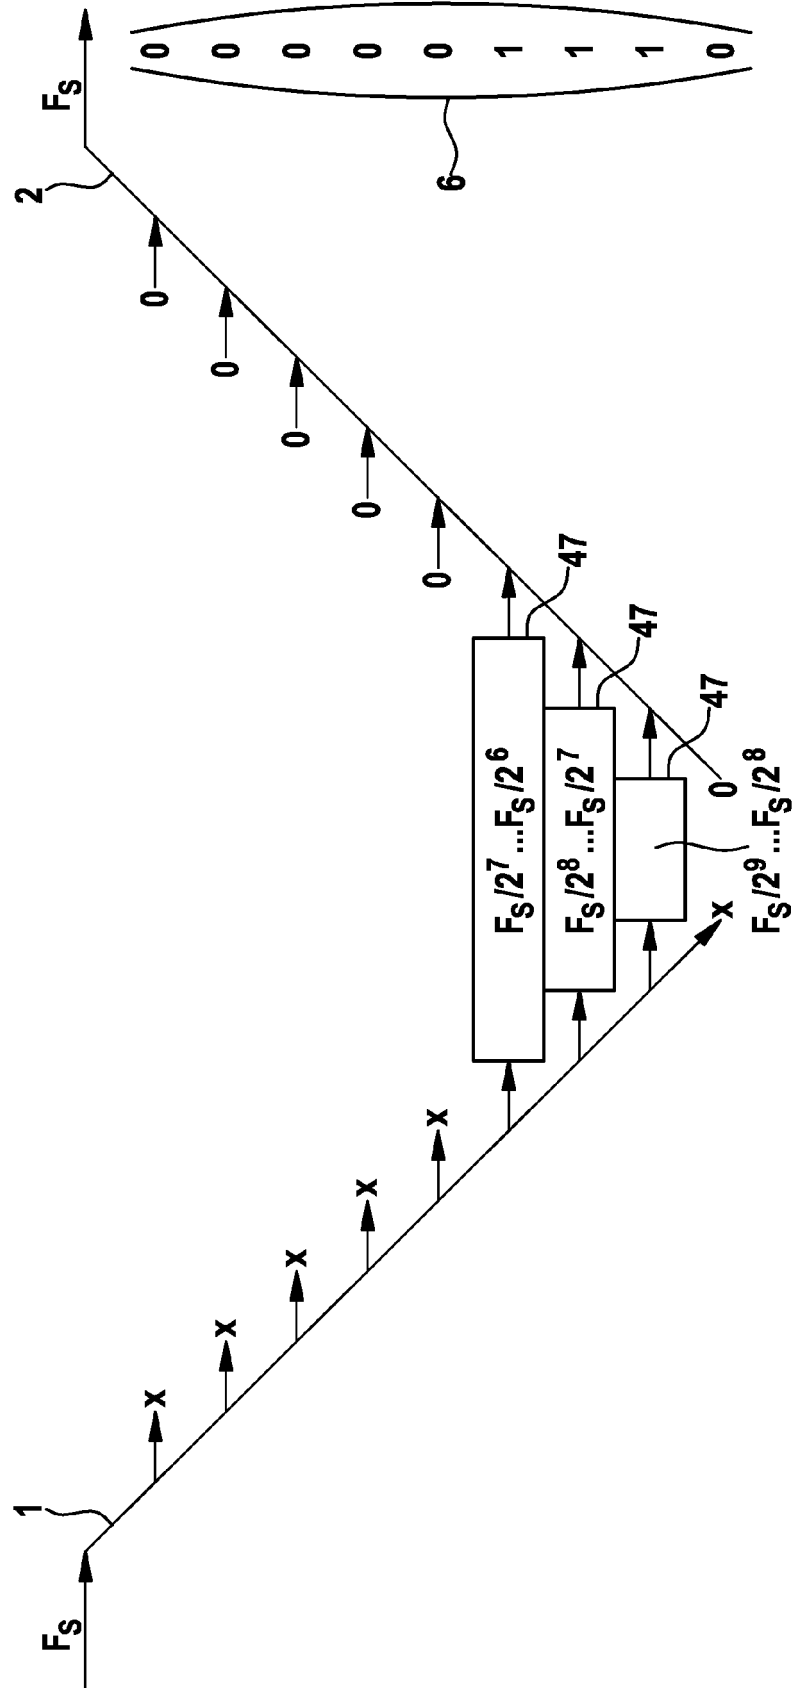 1 2
F_S F_S
x 0 0
x 0 0
x 0 0
x 0 0
x 0 6 0
F_S/2^7 ...F_S/2^6 1
47
F_S/2^8 ...F_S/2^7 1
47 1
47
x 0 0
F_S/2^9 ...F_S/2^8